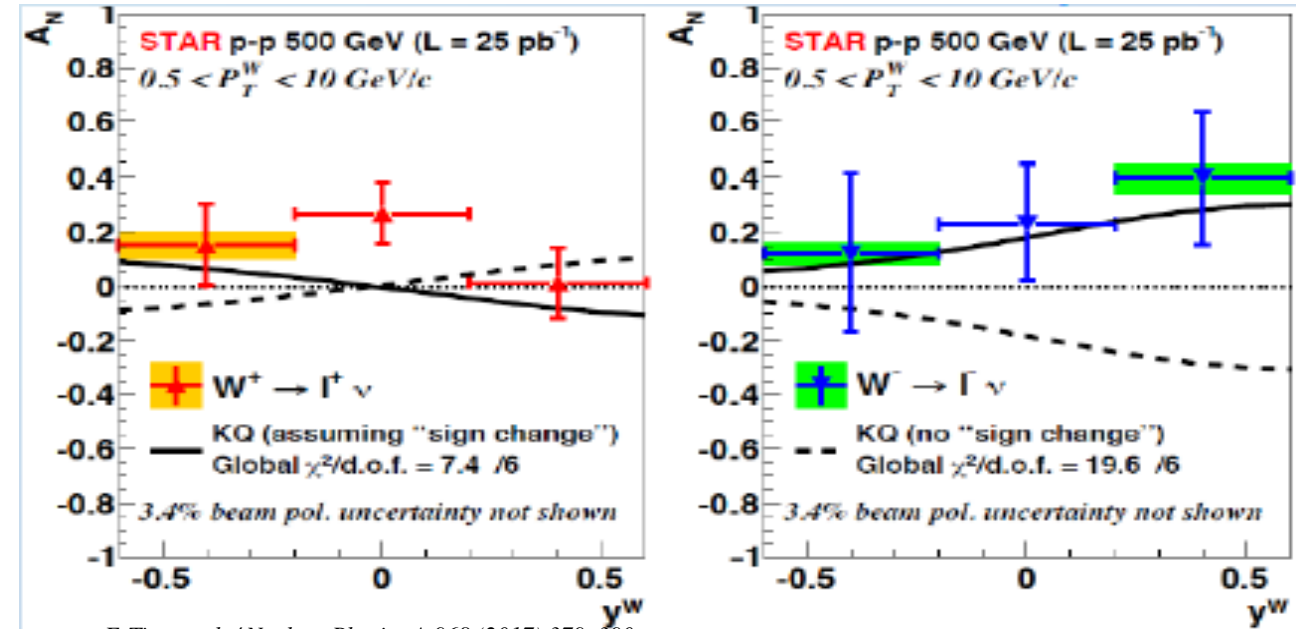 A_N
1
0.8
0.6
0.4
0.2
0
-0.2
-0.4
-0.6
-0.8
-1
STAR p-p 500 GeV (L = 25 pb⁻¹)
0.5 < P_T^W < 10 GeV/c
W⁺ → l⁺ ν
KQ (assuming “sign change”)
Global χ²/d.o.f. = 7.4 /6
3.4% beam pol. uncertainty not shown
-0.5 0 0.5
y^W
A_N
1
0.8
0.6
0.4
0.2
0
-0.2
-0.4
-0.6
-0.8
-1
STAR p-p 500 GeV (L = 25 pb⁻¹)
0.5 < P_T^W < 10 GeV/c
W⁻ → l⁻ ν
KQ (no “sign change”)
Global χ²/d.o.f. = 19.6 /6
3.4% beam pol. uncertainty not shown
-0.5 0 0.5
y^W